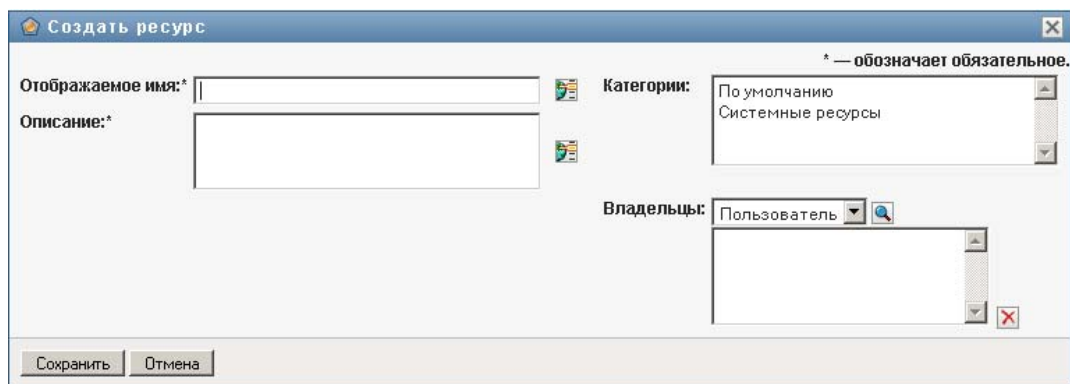 Создать ресурс
* — обозначает обязательное.
Отображаемое имя:*
Описание:*
Категории:
По умолчанию
Системные ресурсы
Владельцы:
Пользователь
Сохранить
Отмена